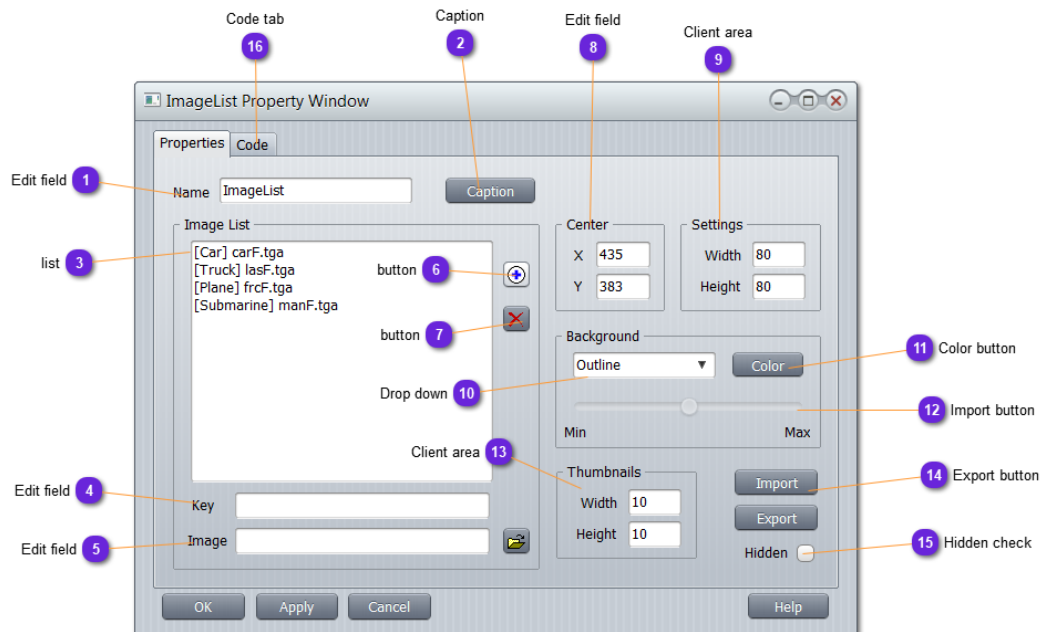 Code tab
16
Caption
2
Edit field
8
Client area
9
ImageList Property Window
Properties
Code
Edit field 1
Name ImageList
Caption
Image List
list 3
[Car] carF.tga
[Truck] lasF.tga
[Plane] frcF.tga
[Submarine] manF.tga
button 6
button 7
Center
X 435
Y 383
Settings
Width 80
Height 80
Background
Outline
Color
11 Color button
Drop down 10
12 Import button
Min
Max
Client area 13
Thumbnails
Width 10
Height 10
Import
14 Export button
Export
Hidden
15 Hidden check
Edit field 4
Key
Edit field 5
Image
OK
Apply
Cancel
Help